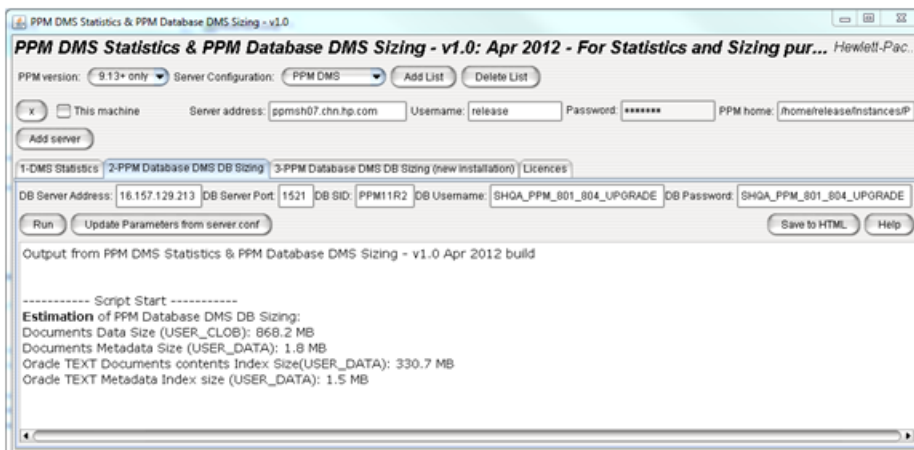 PPM DMS Statistics & PPM Database DMS Sizing - v1.0
PPM DMS Statistics & PPM Database DMS Sizing - v1.0: Apr 2012 - For Statistics and Sizing pur... Hewlett-Pac...
PPM version: 9.13+ only Server Configuration: PPM DMS Add List Delete List
x This machine Server address: ppmsh07.chn.hp.com Username: release Password: ******* PPM home: /home/release/instances/P
Add server
1-DMS Statistics 2-PPM Database DMS DB Sizing 3-PPM Database DMS DB Sizing (new installation) Licences
DB Server Address: 16.157.129.213 DB Server Port: 1521 DB SID: PPM11R2 DB Username: SHQA_PPM_801_804_UPGRADE DB Password: SHQA_PPM_801_804_UPGRADE
Run Update Parameters from server.conf Save to HTML Help
Output from PPM DMS Statistics & PPM Database DMS Sizing - v1.0 Apr 2012 build
----------- Script Start -----------
Estimation of PPM Database DMS DB Sizing:
Documents Data Size (USER_CLOB): 868.2 MB
Documents Metadata Size (USER_DATA): 1.8 MB
Oracle TEXT Documents contents Index Size(USER_DATA): 330.7 MB
Oracle TEXT Metadata Index size (USER_DATA): 1.5 MB